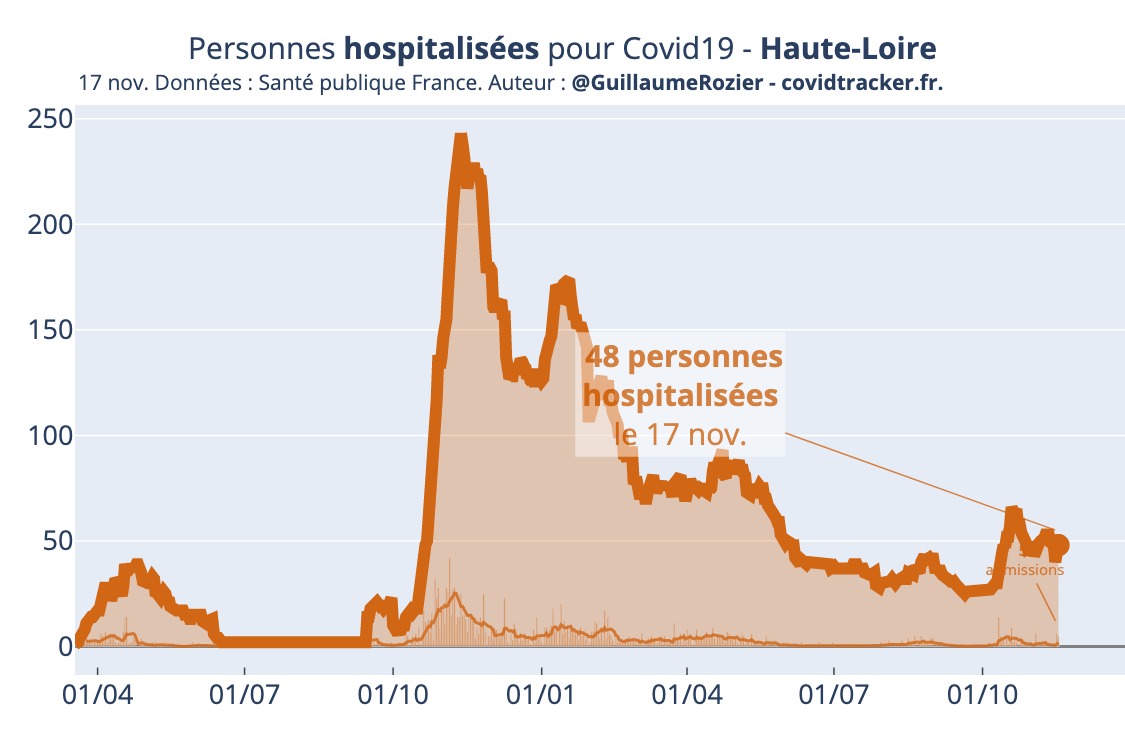 Personnes hospitalisées pour Covid19 - Haute-Loire
17 nov. Données : Santé publique France. Auteur : @GuillaumeRozier - covidtracker.fr.
250
200
150
100
50
0
48 personnes
hospitalisées
le 17 nov.
admissions
01/04 01/07 01/10 01/01 01/04 01/07 01/10